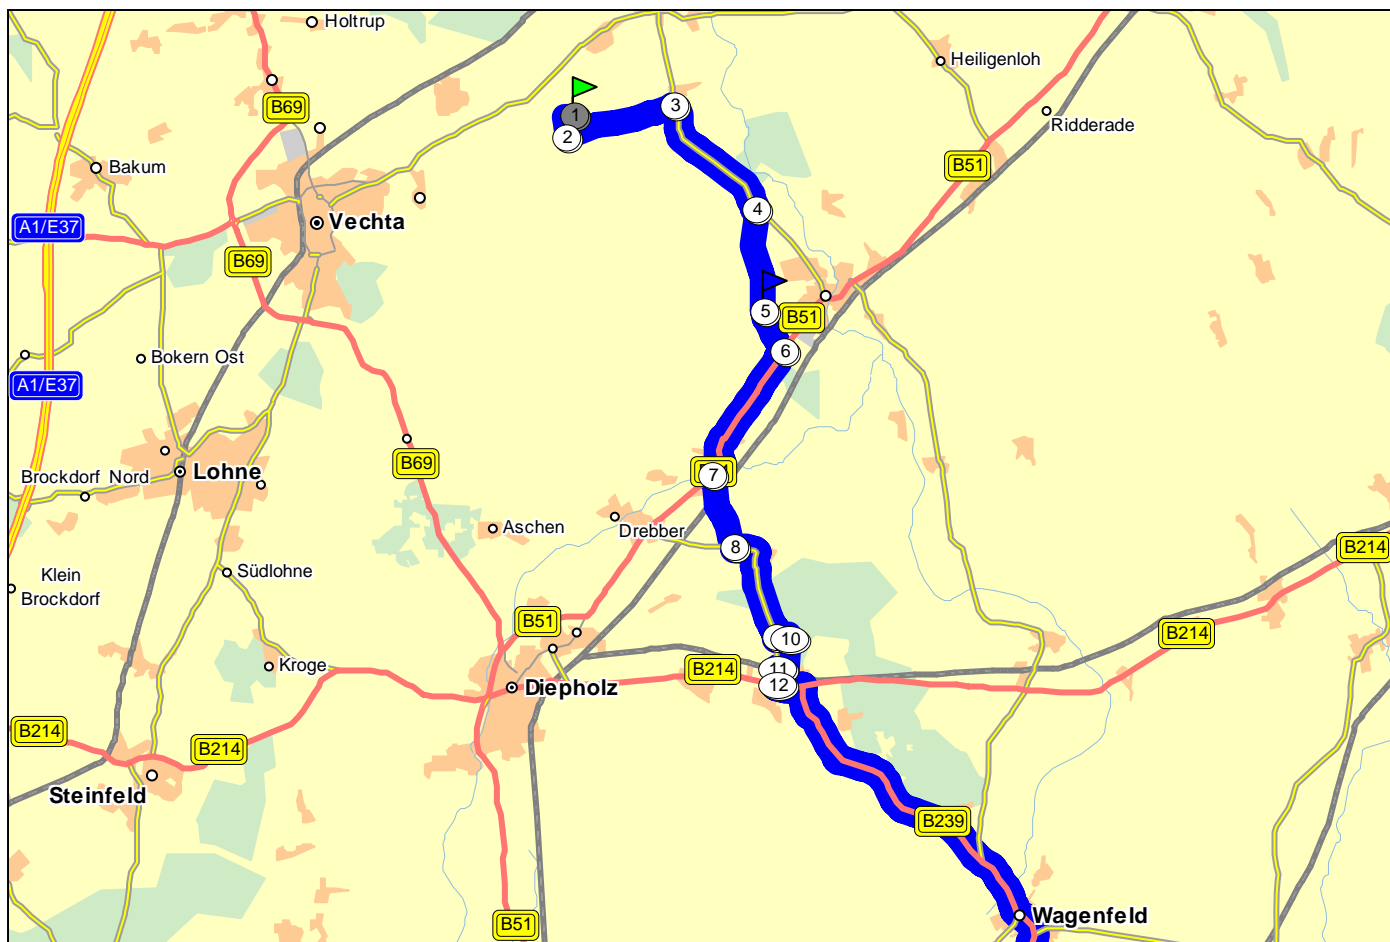 Holtrup
Heiligenloh
B69
1
3
Ridderade
2
Bakum
B51
4
Vechta
A1/E37
B69
5
B51
6
Bokern Ost
A1/E37
B69
Brockdorf Nord
Lohne
7
Aschen
Drebber
8
B214
Klein
Brockdorf
Südlohne
B51
B214
10
Kroge
B214
11
Diepholz
12
B214
B214
Steinfeld
B239
Wagenfeld
B51